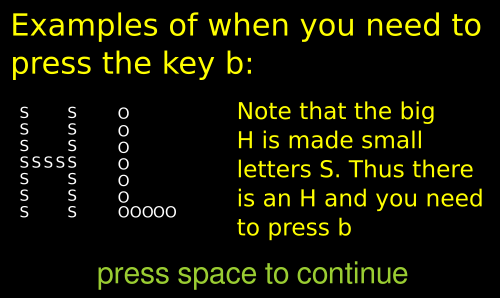 Examples of when you need to
press the key b:
S S O
S S O
S S O
SSSSS O
S S O
S S O
S S OOOOO
Note that the big
H is made small
letters S. Thus there
is an H and you need
to press b
press space to continue